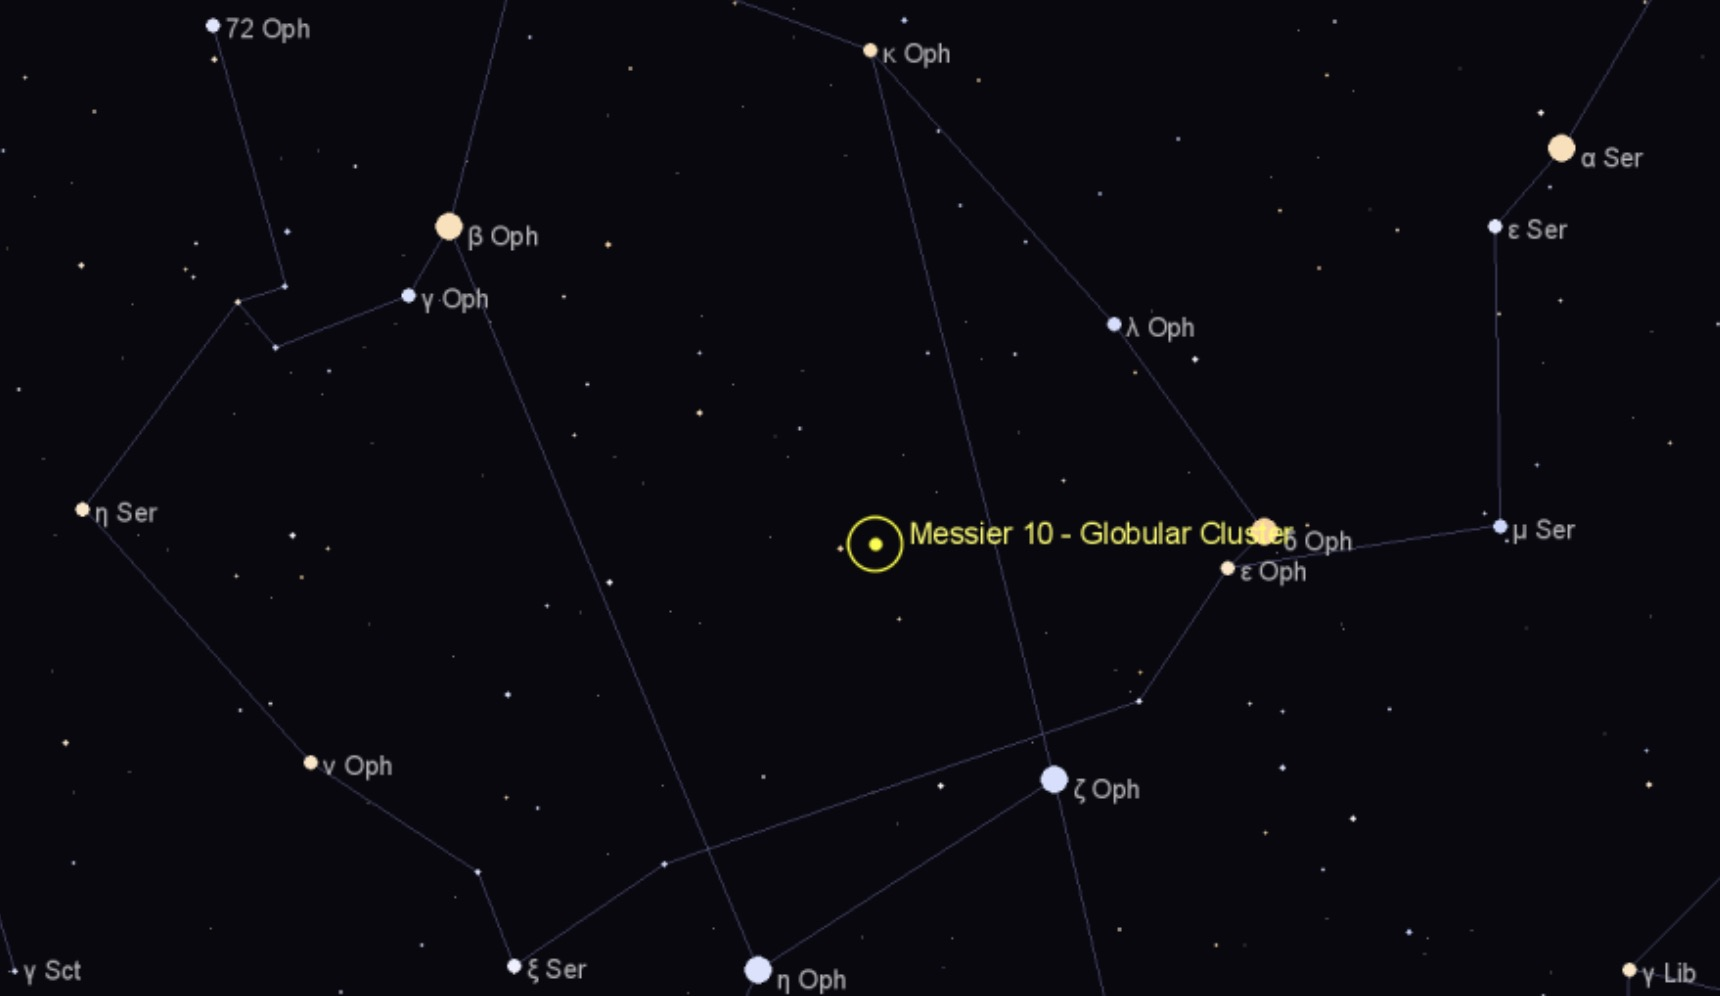 72 Oph
κ Oph
α Ser
ε Ser
β Oph
γ Oph
λ Oph
η Ser
Messier 10 - Globular Cluster
δ Oph
μ Ser
ε Oph
ν Oph
ζ Oph
γ Sct
ξ Ser
η Oph
γ Lib